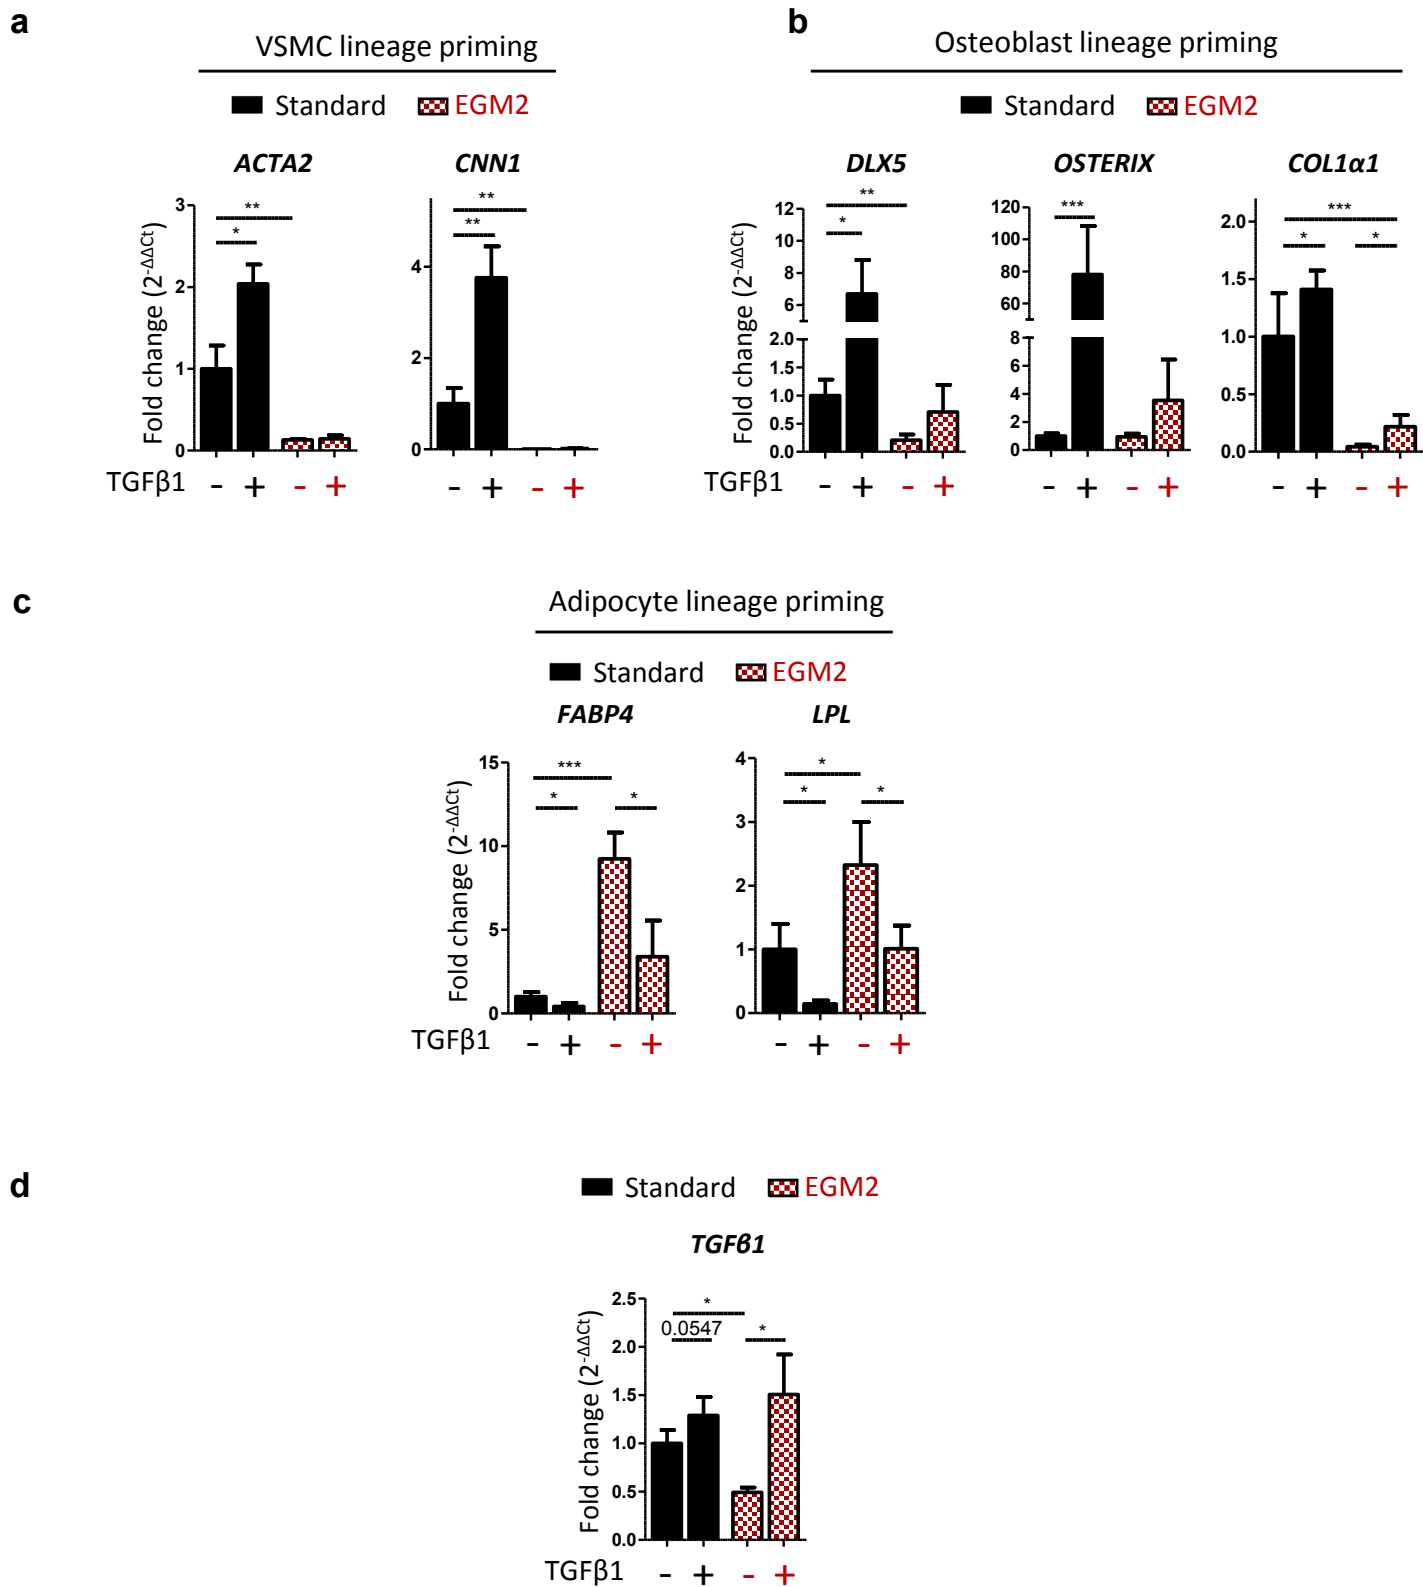 a
VSMC lineage priming
Standard EGM2
ACTA2 CNN1
Fold change (2-ΔΔCt)
3
2
1
0
**
*
4
2
0
**
**
TGFβ1 - + - + - + - +
b
Osteoblast lineage priming
Standard EGM2
DLX5 OSTERIX COL1α1
Fold change (2-ΔΔCt)
12
10
8
6
2.0
1.5
1.0
0.5
0.0
**
*
120
100
80
60
8
6
4
2
0
***
2.0
1.5
1.0
0.5
0.0
***
* *
TGFβ1 - + - + - + - + - + - +
c
Adipocyte lineage priming
Standard EGM2
FABP4 LPL
Fold change (2-ΔΔCt)
15
10
5
0
***
* *
4
3
2
1
0
*
* *
TGFβ1 - + - + - + - +
d
Standard EGM2
TGFβ1
Fold change (2-ΔΔCt)
2.5
2.0
1.5
1.0
0.5
0.0
*
0.0547 *
TGFβ1 - + - +